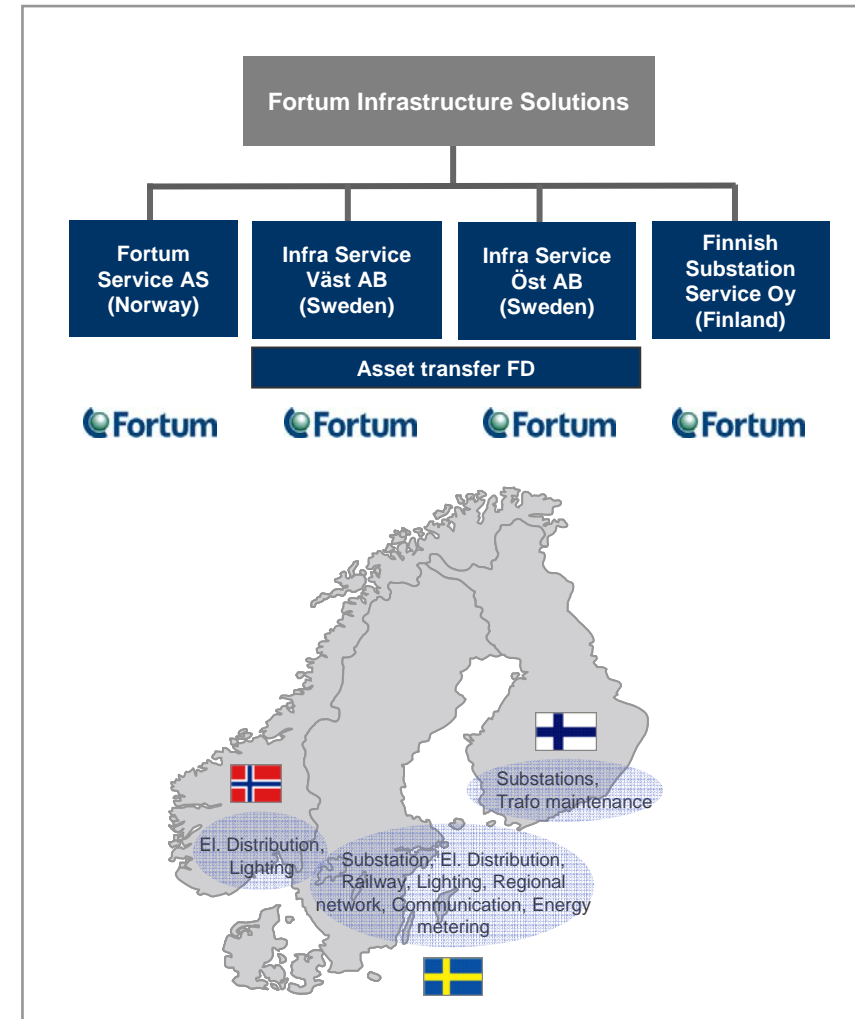 Fortum Infrastructure Solutions
Fortum
Service AS
(Norway)
Infra Service
Väst AB
(Sweden)
Infra Service
Öst AB
(Sweden)
Finnish
Substation
Service Oy
(Finland)
Asset transfer FD
Fortum
Fortum
Fortum
Fortum
Substations,
Trafo maintenance
El. Distribution,
Lighting
Substation, El. Distribution,
Railway, Lighting, Regional
network, Communication, Energy
metering